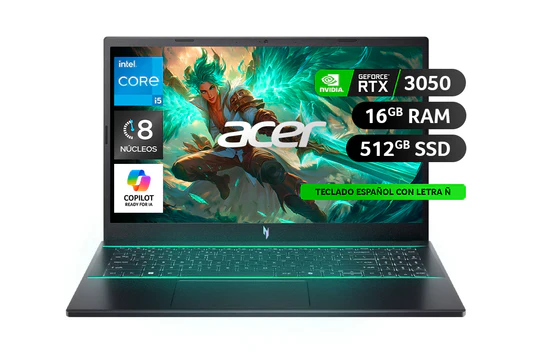 intel
CORE
i5
8
NÚCLEOS
COPILOT
READY FOR IA
acer
NVIDIA
GEFORCE
RTX
3050
16GB RAM
512GB SSD
TECLADO ESPAÑOL CON LETRA Ñ